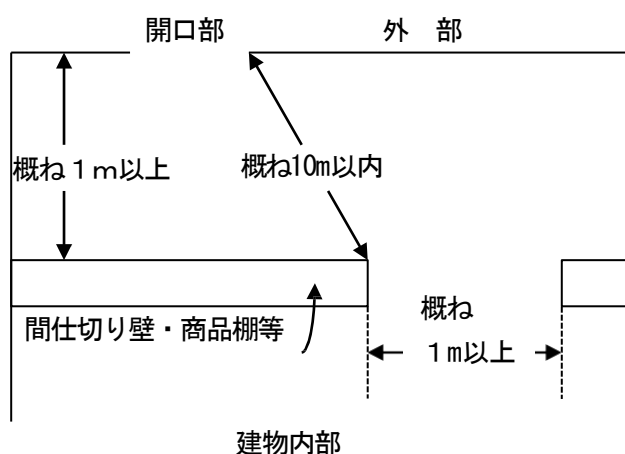 開口部 外　部
概ね１ｍ以上 概ね10m以内
間仕切り壁・商品棚等
概ね
１m以上
建物内部